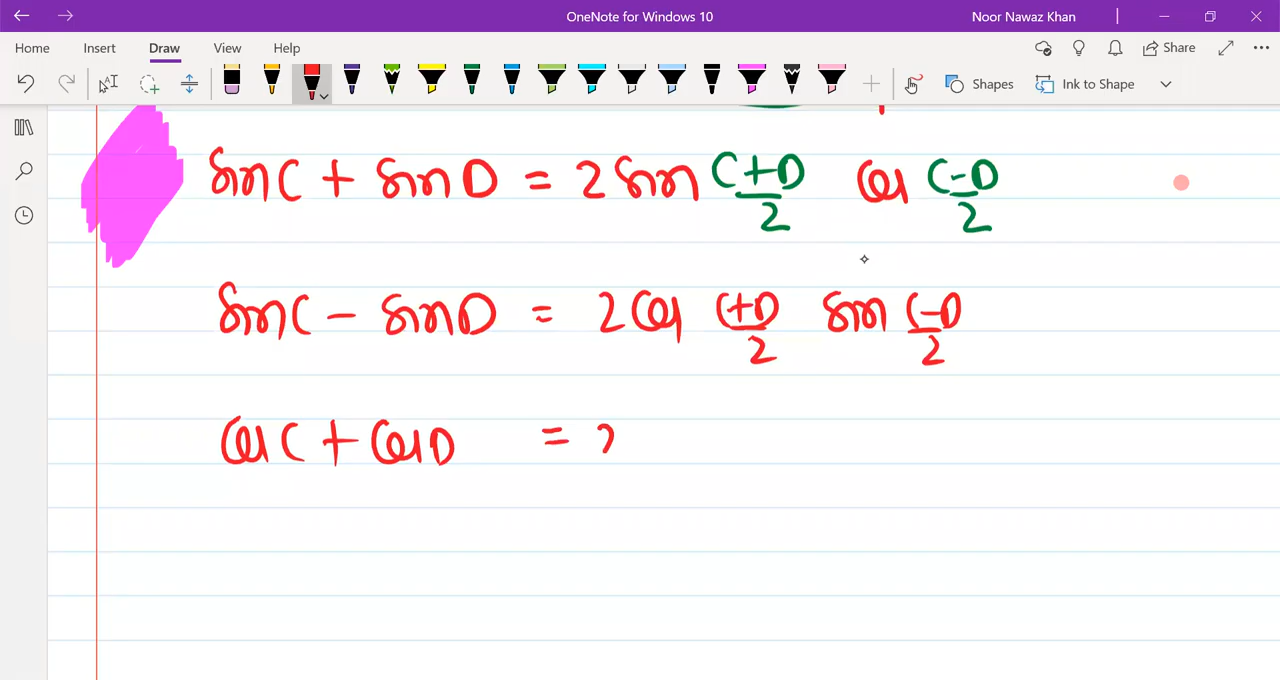 OneNote for Windows 10
Noor Nawaz Khan
Home Insert Draw View Help
Share
Shapes
Ink to Shape
sin C + sin D = 2 sin (C+D)/2 cos (C-D)/2
sin C - sin D = 2 cos (C+D)/2 sin (C-D)/2
cos C + cos D = 2